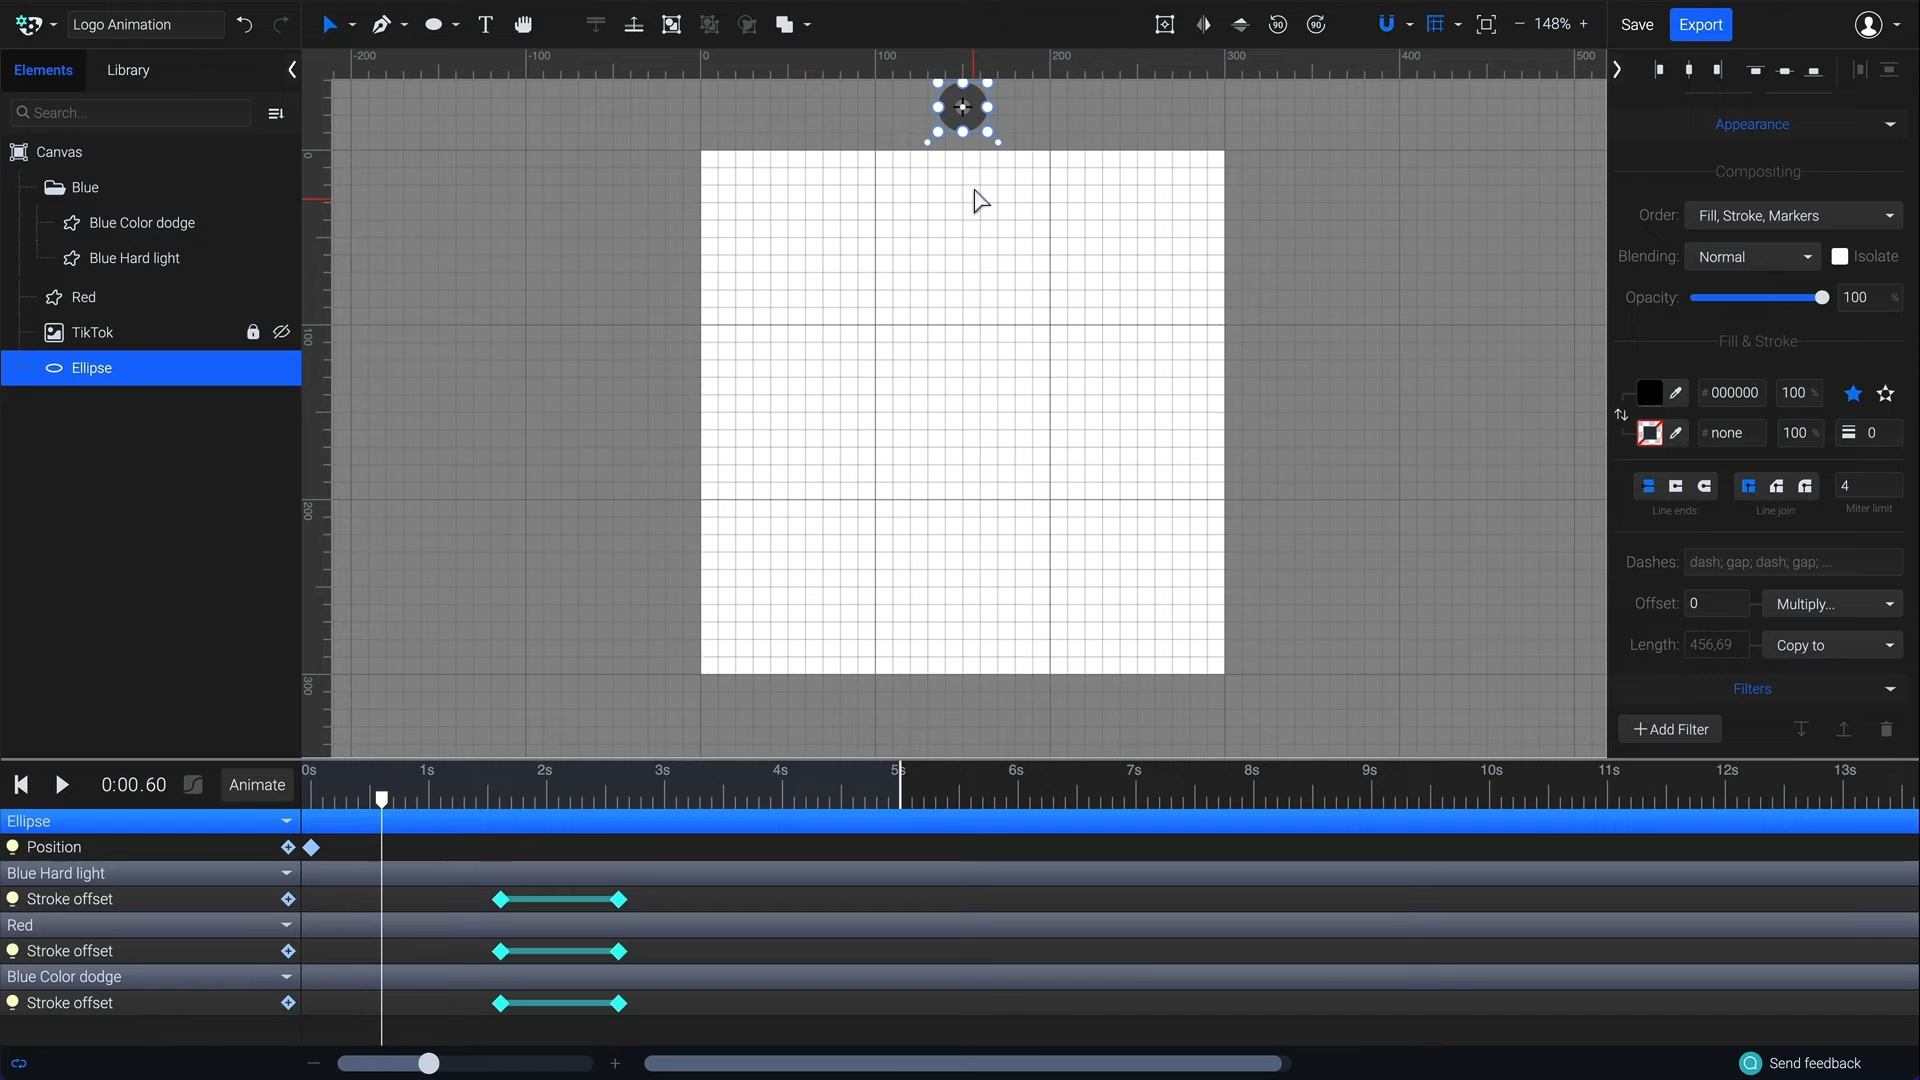 Logo Animation
148%
Save
Export
Elements
Library
-200
-100
0
100
200
300
400
500
Search...
Canvas
Blue
Blue Color dodge
Blue Hard light
Red
TikTok
Ellipse
0
100
200
300
Appearance
Compositing
Order:
Fill, Stroke, Markers
Blending:
Normal
Isolate
Opacity:
100
%
Fill & Stroke
# 000000
100 %
# none
100 %
0
4
Line ends:
Line join:
Miter limit
Dashes:
dash; gap; dash; gap; ...
Offset:
0
Multiply...
Length:
456,69
Copy to
Filters
Add Filter
0:00.60
Animate
0s
1s
2s
3s
4s
5s
6s
7s
8s
9s
10s
11s
12s
13s
Ellipse
Position
Blue Hard light
Stroke offset
Red
Stroke offset
Blue Color dodge
Stroke offset
Send feedback